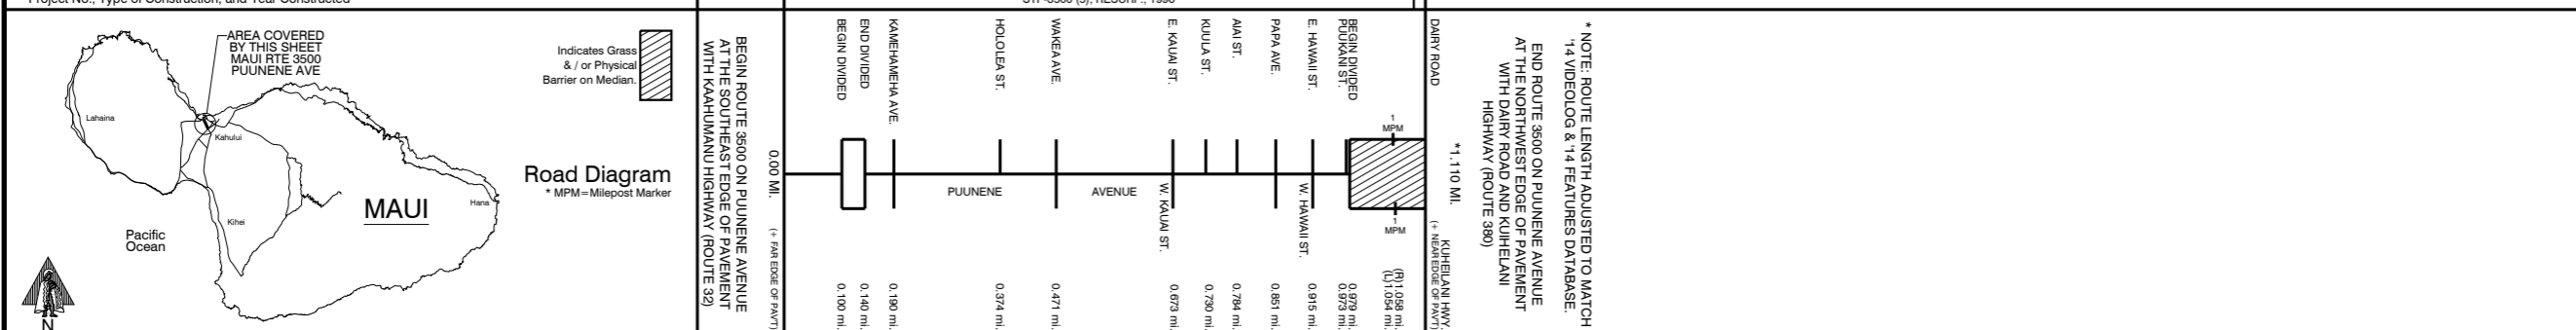 Project No., Type of Construction, and Year Constructed
AREA COVERED
BY THIS SHEET
MAUI RTE 3500
PUUNENE AVE
Lahaina
Kahului
Kihei
Hana
MAUI
Pacific
Ocean
N
Indicates Grass
& / or Physical
Barrier on Median.
Road Diagram
* MPM=Milepost Marker
BEGIN ROUTE 3500 ON PUUNENE AVENUE
AT THE SOUTHEAST EDGE OF PAVEMENT
WITH KAAHUMANU HIGHWAY (ROUTE 32)
0.00 MI.
(+ FAR EDGE OF PAV'T)
BEGIN DIVIDED
0.100 mi.
END DIVIDED
0.140 mi.
KAMEHAMEHA AVE.
0.190 mi.
HOLOLEA ST.
0.374 mi.
WAKEA AVE.
0.471 mi.
E. KAUAI ST.
W. KAUAI ST.
0.673 mi.
KUULA ST.
0.730 mi.
AIAI ST.
0.784 mi.
PAPA AVE.
0.851 mi.
E. HAWAII ST.
W. HAWAII ST.
0.915 mi.
BEGIN DIVIDED
PUUKANI ST.
0.979 mi.
0.973 mi.
PUUNENE
AVENUE
1
MPM
1
MPM
(R)1.058 mi.
(L)1.054 mi.
DAIRY ROAD
KUHEILANI HWY.
(+ NEAR EDGE OF PAV'T)
*1.110 MI.
END ROUTE 3500 ON PUUNENE AVENUE
AT THE NORTHWEST EDGE OF PAVEMENT
WITH DAIRY ROAD AND KUIHELANI
HIGHWAY (ROUTE 380)
* NOTE: ROUTE LENGTH ADJUSTED TO MATCH
'14 VIDEOLOG & '14 FEATURES DATABASE.